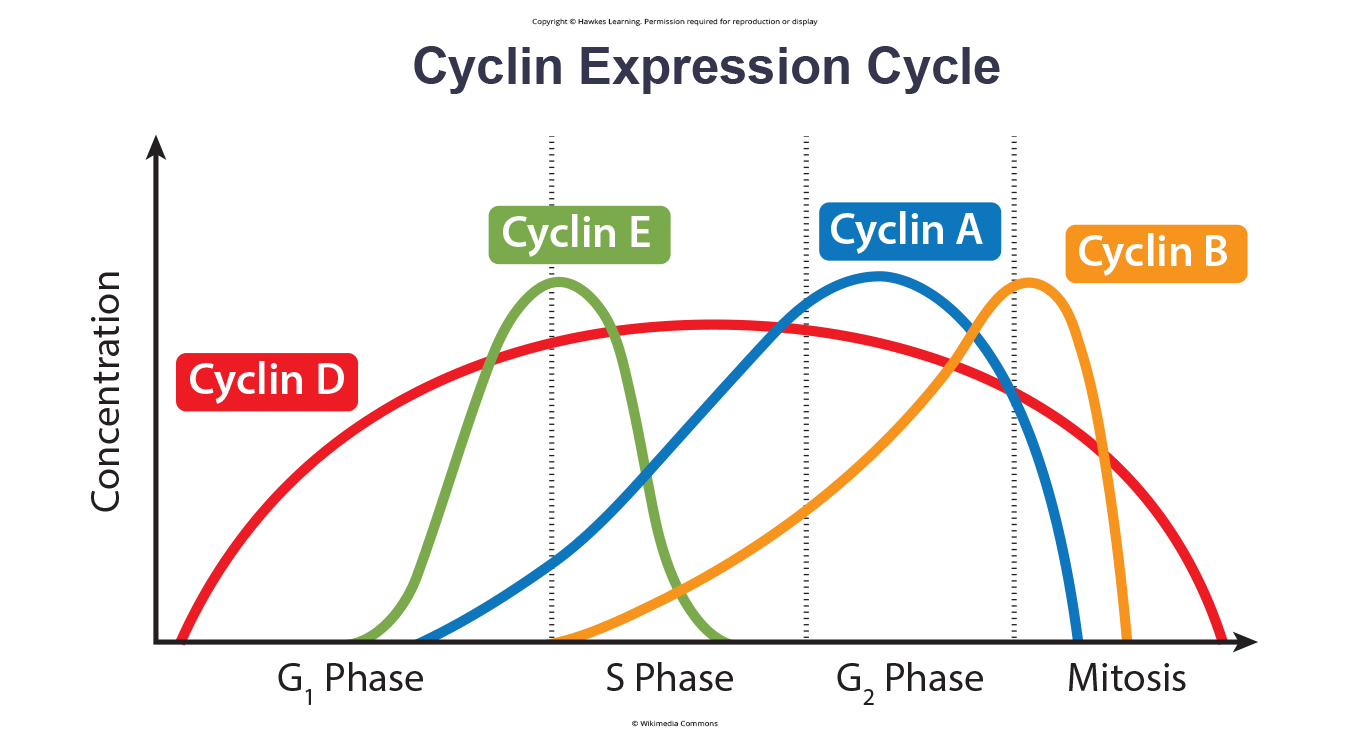 Copyright © Hawkes Learning. Permission required for reproduction or display
Cyclin Expression Cycle
Cyclin E
Cyclin A
Cyclin B
Cyclin D
Concentration
G₁ Phase
S Phase
G₂ Phase
Mitosis
© Wikimedia Commons